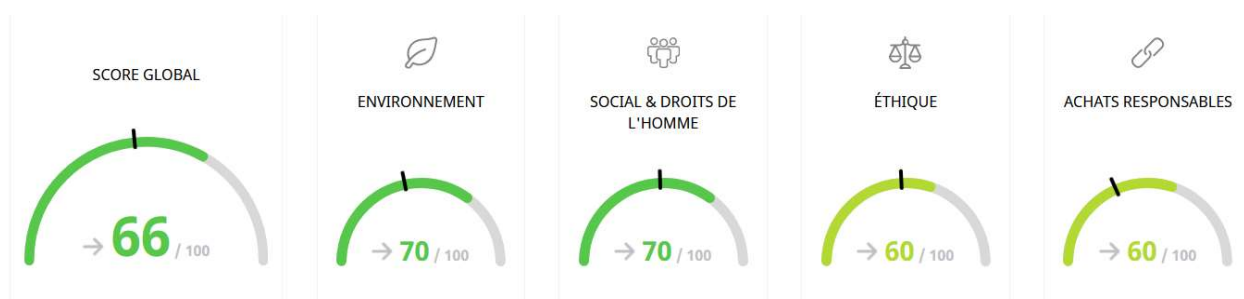 SCORE GLOBAL
→ 66 / 100
ENVIRONNEMENT
→ 70 / 100
SOCIAL & DROITS DE
L'HOMME
→ 70 / 100
ÉTHIQUE
→ 60 / 100
ACHATS RESPONSABLES
→ 60 / 100